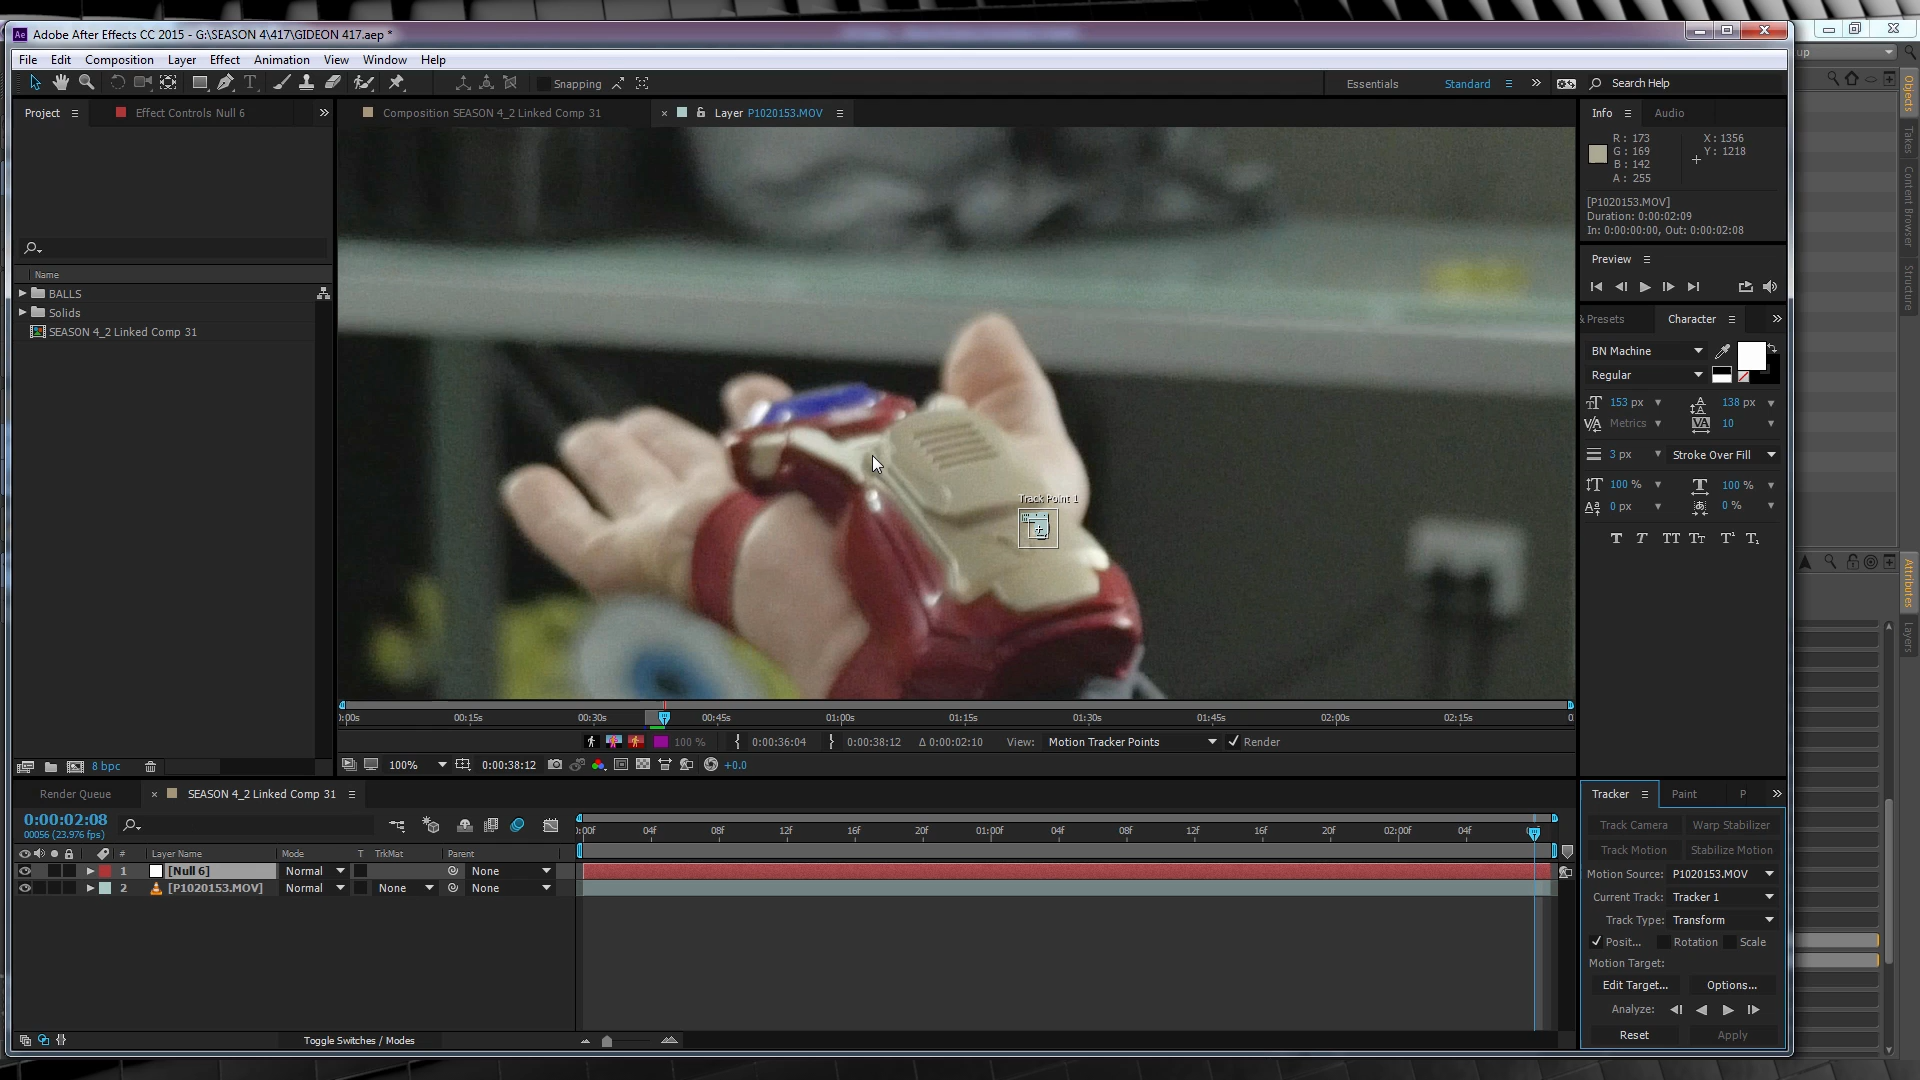 Adobe After Effects CC 2015 - G:\SEASON 4\417\GIDEON 417.aep *
File Edit Composition Layer Effect Animation View Window Help
Snapping
Essentials Standard Search Help
Project Effect Controls Null 6
Composition SEASON 4_2 Linked Comp 31 Layer P1020153.MOV
Info Audio
R : 173 X : 1356
G : 169 Y : 1218
B : 142
A : 255
[P1020153.MOV]
Duration: 0:00:02:09
In: 0:00:00:00, Out: 0:00:02:08
Preview
& Presets Character
BN Machine
Regular
153 px 138 px
Metrics 10
3 px Stroke Over Fill
100 % 100 %
0 px 0 %
Name
BALLS
Solids
SEASON 4_2 Linked Comp 31
Track Point 1
:00s 00:15s 00:30s 00:45s 01:00s 01:15s 01:30s 01:45s 02:00s 02:15s 0
100 % 0:00:36:04 0:00:38:12 Δ 0:00:02:10 View: Motion Tracker Points Render
8 bpc
100% 0:00:38:12 +0.0
Render Queue SEASON 4_2 Linked Comp 31
0:00:02:08
00056 (23.976 fps)
:00f 04f 08f 12f 16f 20f 01:00f 04f 08f 12f 16f 20f 02:00f 04f
# Layer Name Mode T TrkMat Parent
1 [Null 6] Normal None
2 [P1020153.MOV] Normal None None
Toggle Switches / Modes
Tracker Paint P
Track Camera Warp Stabilizer
Track Motion Stabilize Motion
Motion Source: P1020153.MOV
Current Track: Tracker 1
Track Type: Transform
Posit... Rotation Scale
Motion Target:
Edit Target... Options...
Analyze:
Reset Apply
up
Objects
Takes
Content Browser
Structure
Attributes
Layers